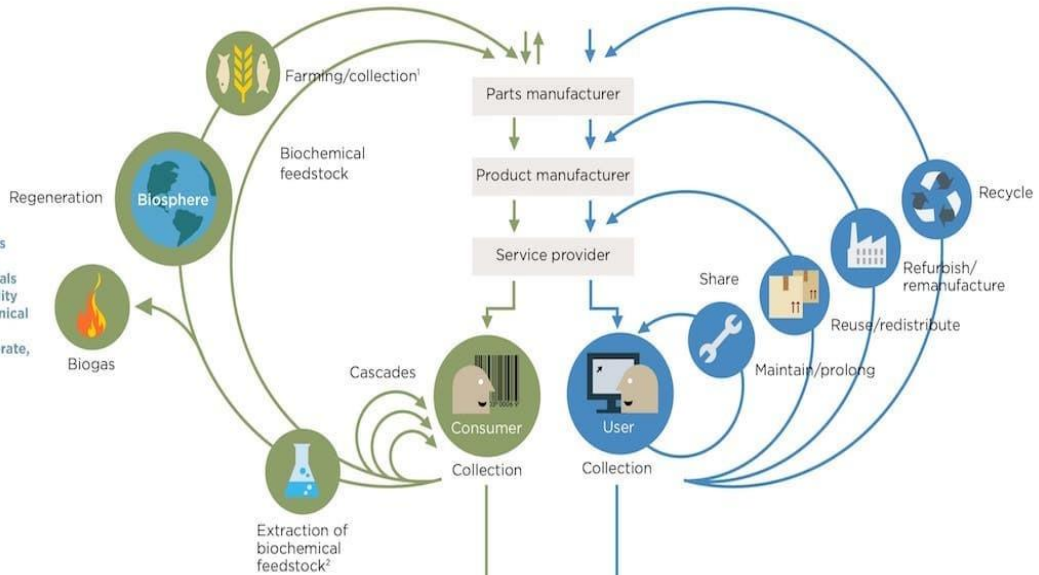 Farming/collection¹
Parts manufacturer
Biochemical
feedstock
Product manufacturer
Regeneration
Biosphere
Recycle
Service provider
Share
Refurbish/
remanufacture
Reuse/redistribute
Biogas
Cascades
Maintain/prolong
Consumer
User
Collection
Collection
Extraction of
biochemical
feedstock²